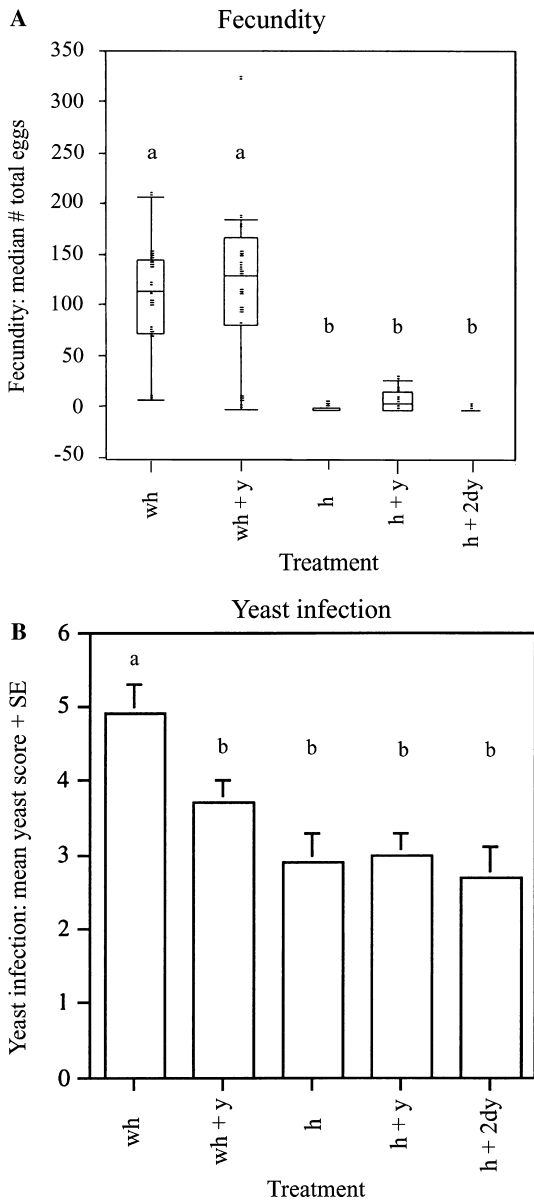 A
Fecundity
Fecundity: median # total eggs
350
300
250
200
150
100
50
0
-50
a
a
b
b
b
wh
wh + y
h
h + y
h + 2dy
Treatment
B
Yeast infection
Yeast infection: mean yeast score + SE
6
5
4
3
2
1
0
a
b
b
b
b
wh
wh + y
h
h + y
h + 2dy
Treatment